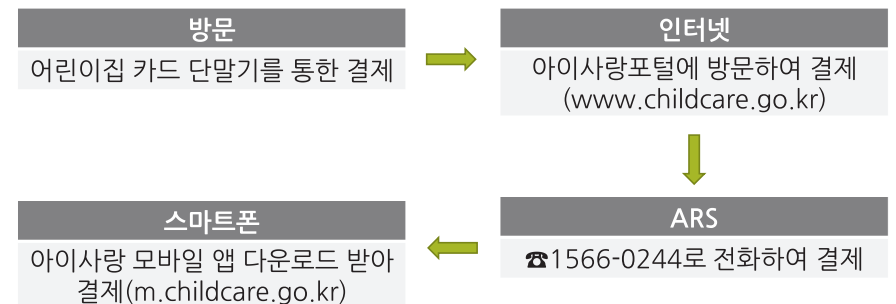 방문
어린이집 카드 단말기를 통한 결제
인터넷
아이사랑포털에 방문하여 결제
(www.childcare.go.kr)
ARS
☎1566-0244로 전화하여 결제
스마트폰
아이사랑 모바일 앱 다운로드 받아
결제(m.childcare.go.kr)